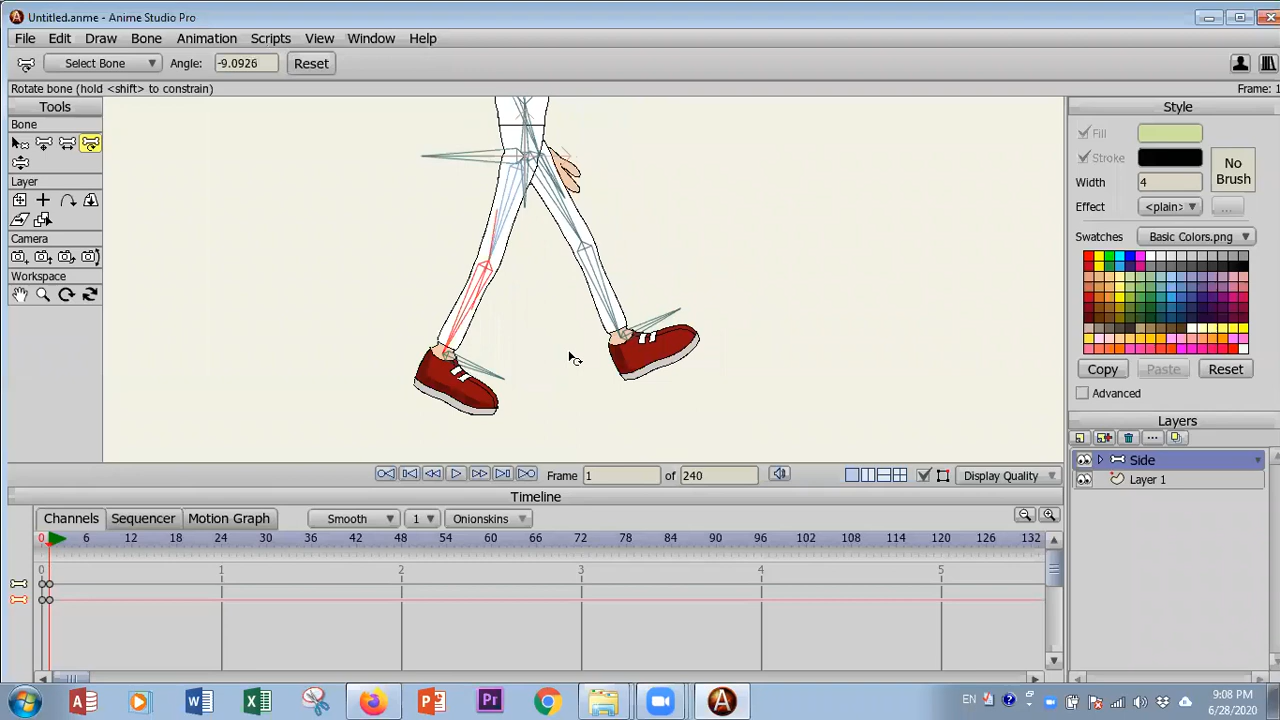 Untitled.anme - Anime Studio Pro
File Edit Draw Bone Animation Scripts View Window Help
Select Bone Angle: -9.0926 Reset
Rotate bone (hold <shift> to constrain) Frame: 1
Tools
Bone
Layer
Camera
Workspace
Style
Fill
Stroke
No Brush
Width 4
Effect <plain> ...
Swatches Basic Colors.png
Copy Paste Reset
Advanced
Layers
Side
Layer 1
Frame 1 of 240 Display Quality
Timeline
Channels Sequencer Motion Graph Smooth 1 Onionskins
0 6 12 18 24 30 36 42 48 54 60 66 72 78 84 90 96 102 108 114 120 126 132
0 1 2 3 4 5
EN 9:08 PM
6/28/2020